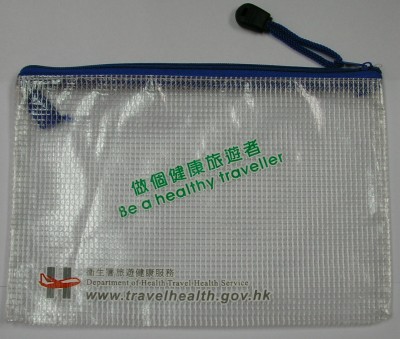 做個健康旅遊者
Be a healthy traveller
衞生署旅遊健康服務
Department of Health Travel Health Service
www.travelhealth.gov.hk